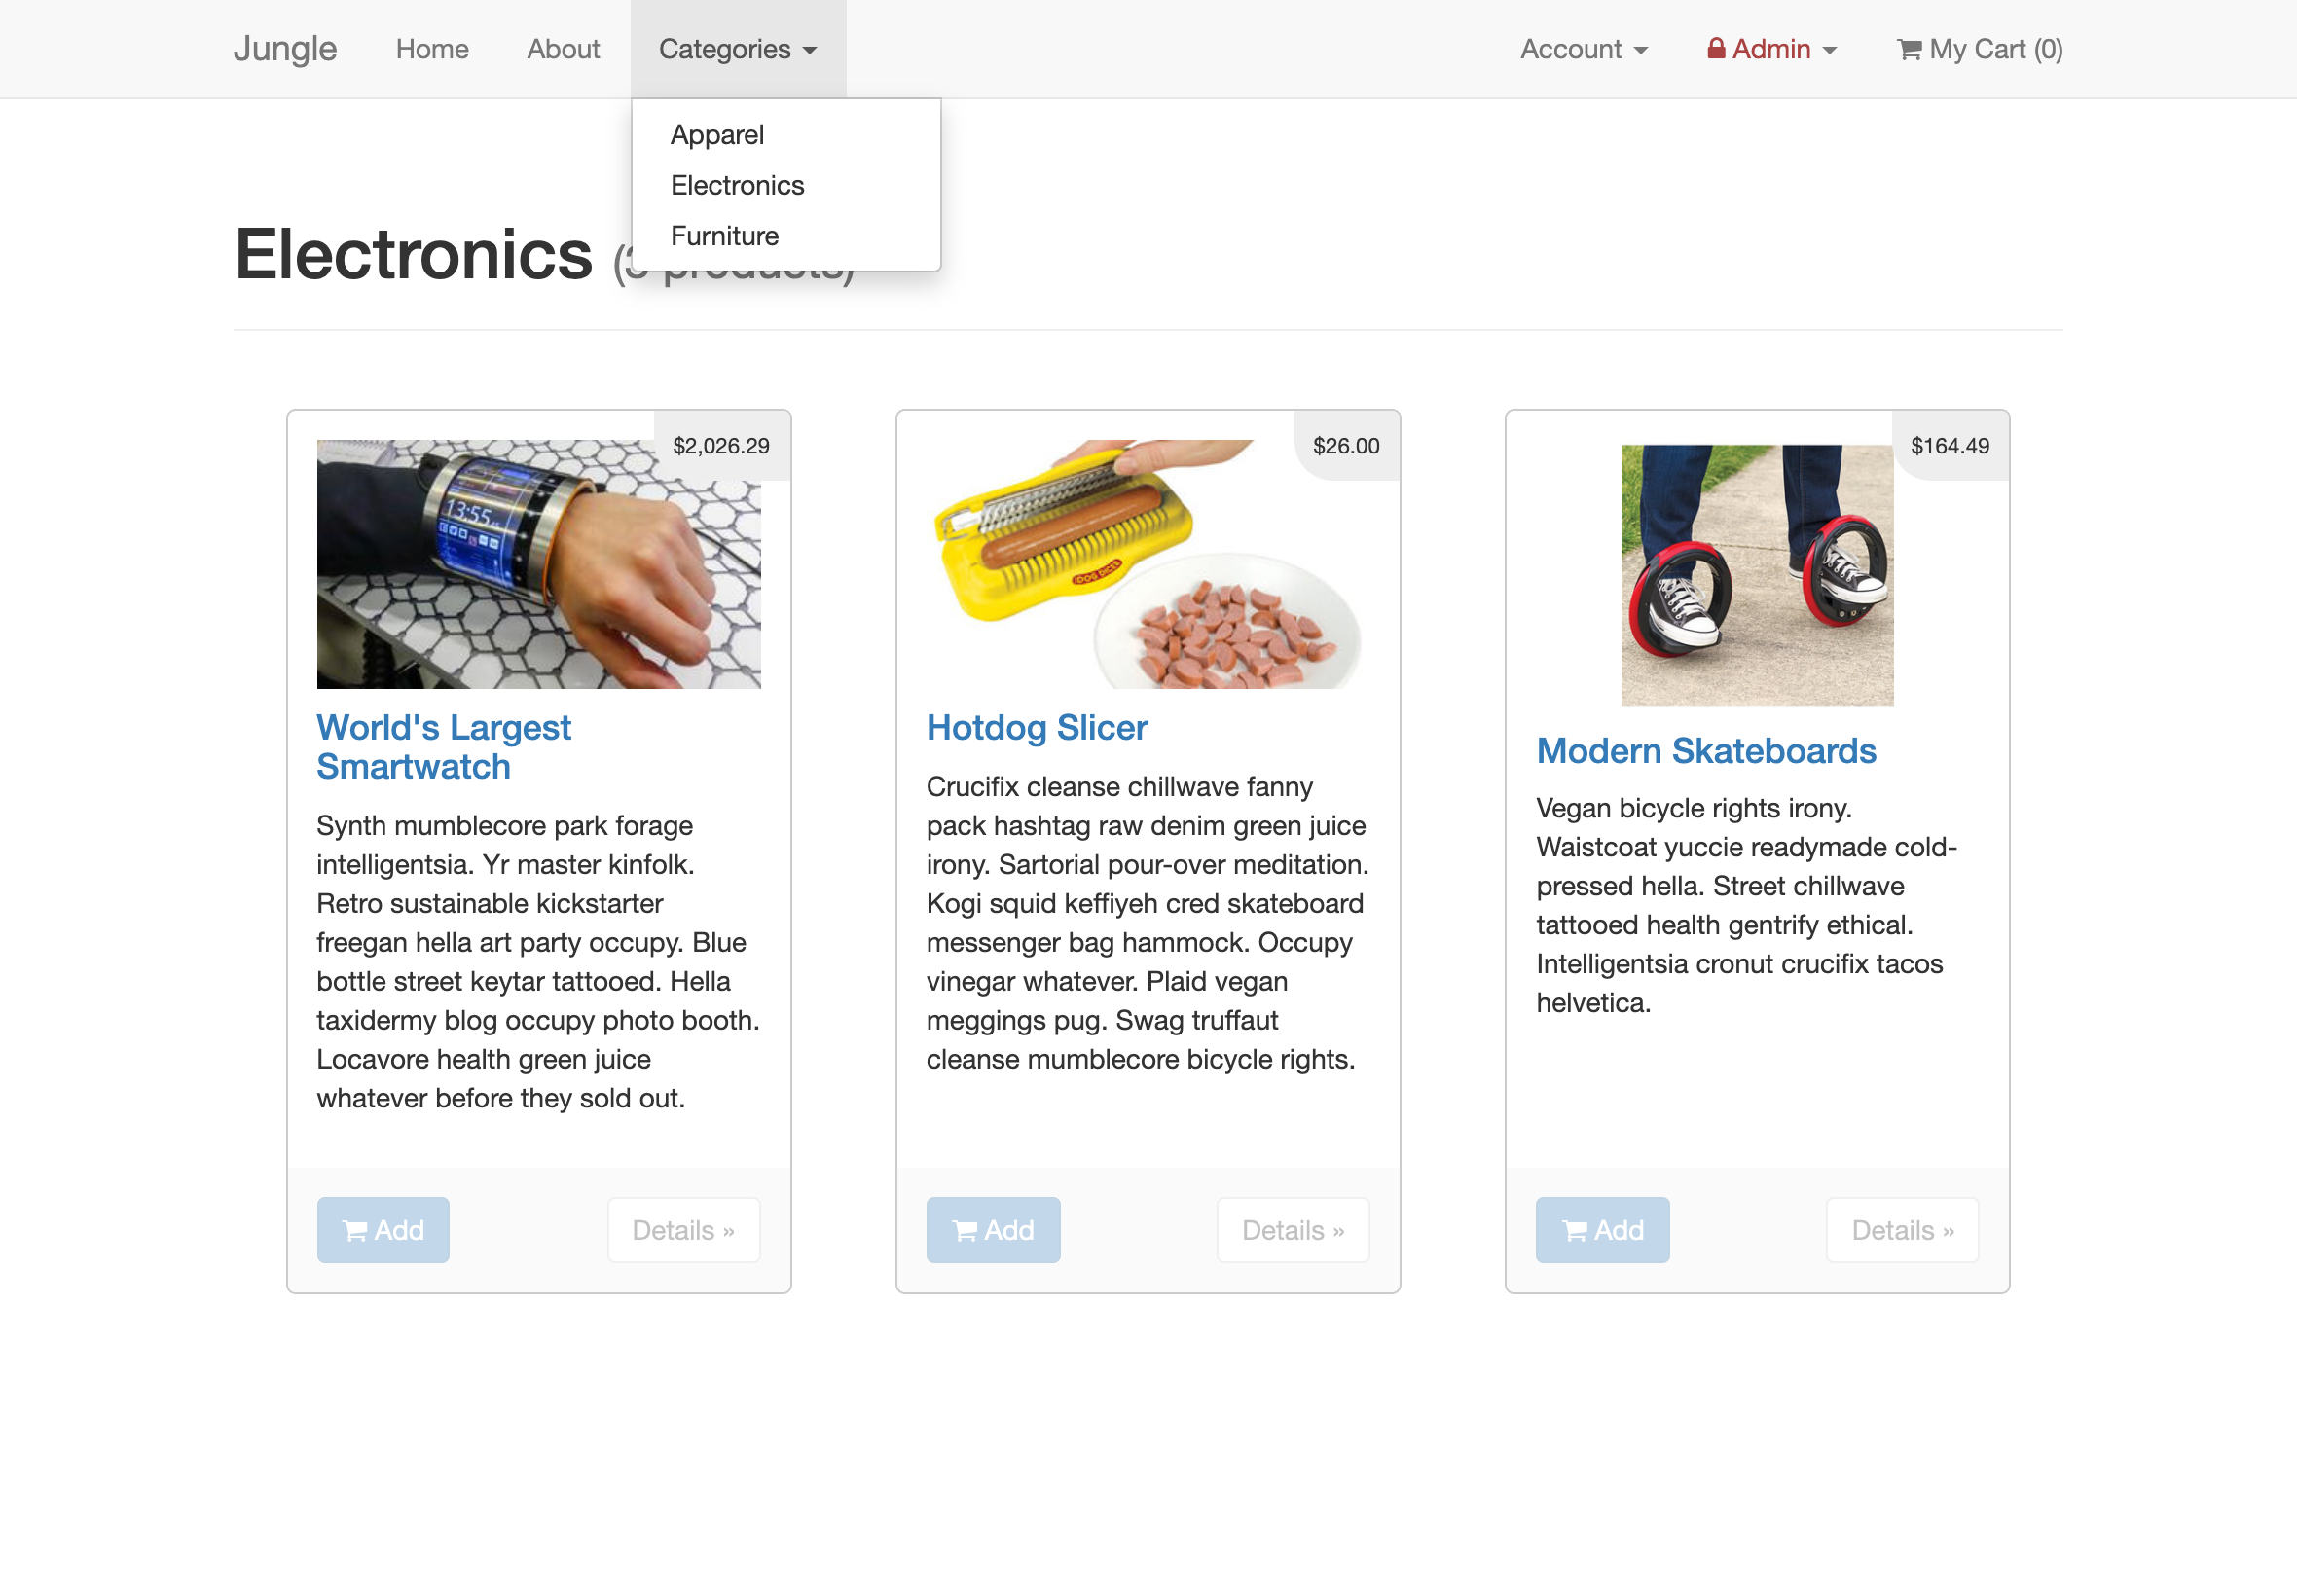 Jungle Home About Categories Account Admin My Cart (0)
Apparel
Electronics
Furniture
Electronics (3 products)
$2,026.29
13:55
World's Largest
Smartwatch
Synth mumblecore park forage
intelligentsia. Yr master kinfolk.
Retro sustainable kickstarter
freegan hella art party occupy. Blue
bottle street keytar tattooed. Hella
taxidermy blog occupy photo booth.
Locavore health green juice
whatever before they sold out.
Add Details »
$26.00
Hotdog Slicer
Crucifix cleanse chillwave fanny
pack hashtag raw denim green juice
irony. Sartorial pour-over meditation.
Kogi squid keffiyeh cred skateboard
messenger bag hammock. Occupy
vinegar whatever. Plaid vegan
meggings pug. Swag truffaut
cleanse mumblecore bicycle rights.
Add Details »
$164.49
Modern Skateboards
Vegan bicycle rights irony.
Waistcoat yuccie readymade cold-
pressed hella. Street chillwave
tattooed health gentrify ethical.
Intelligentsia cronut crucifix tacos
helvetica.
Add Details »